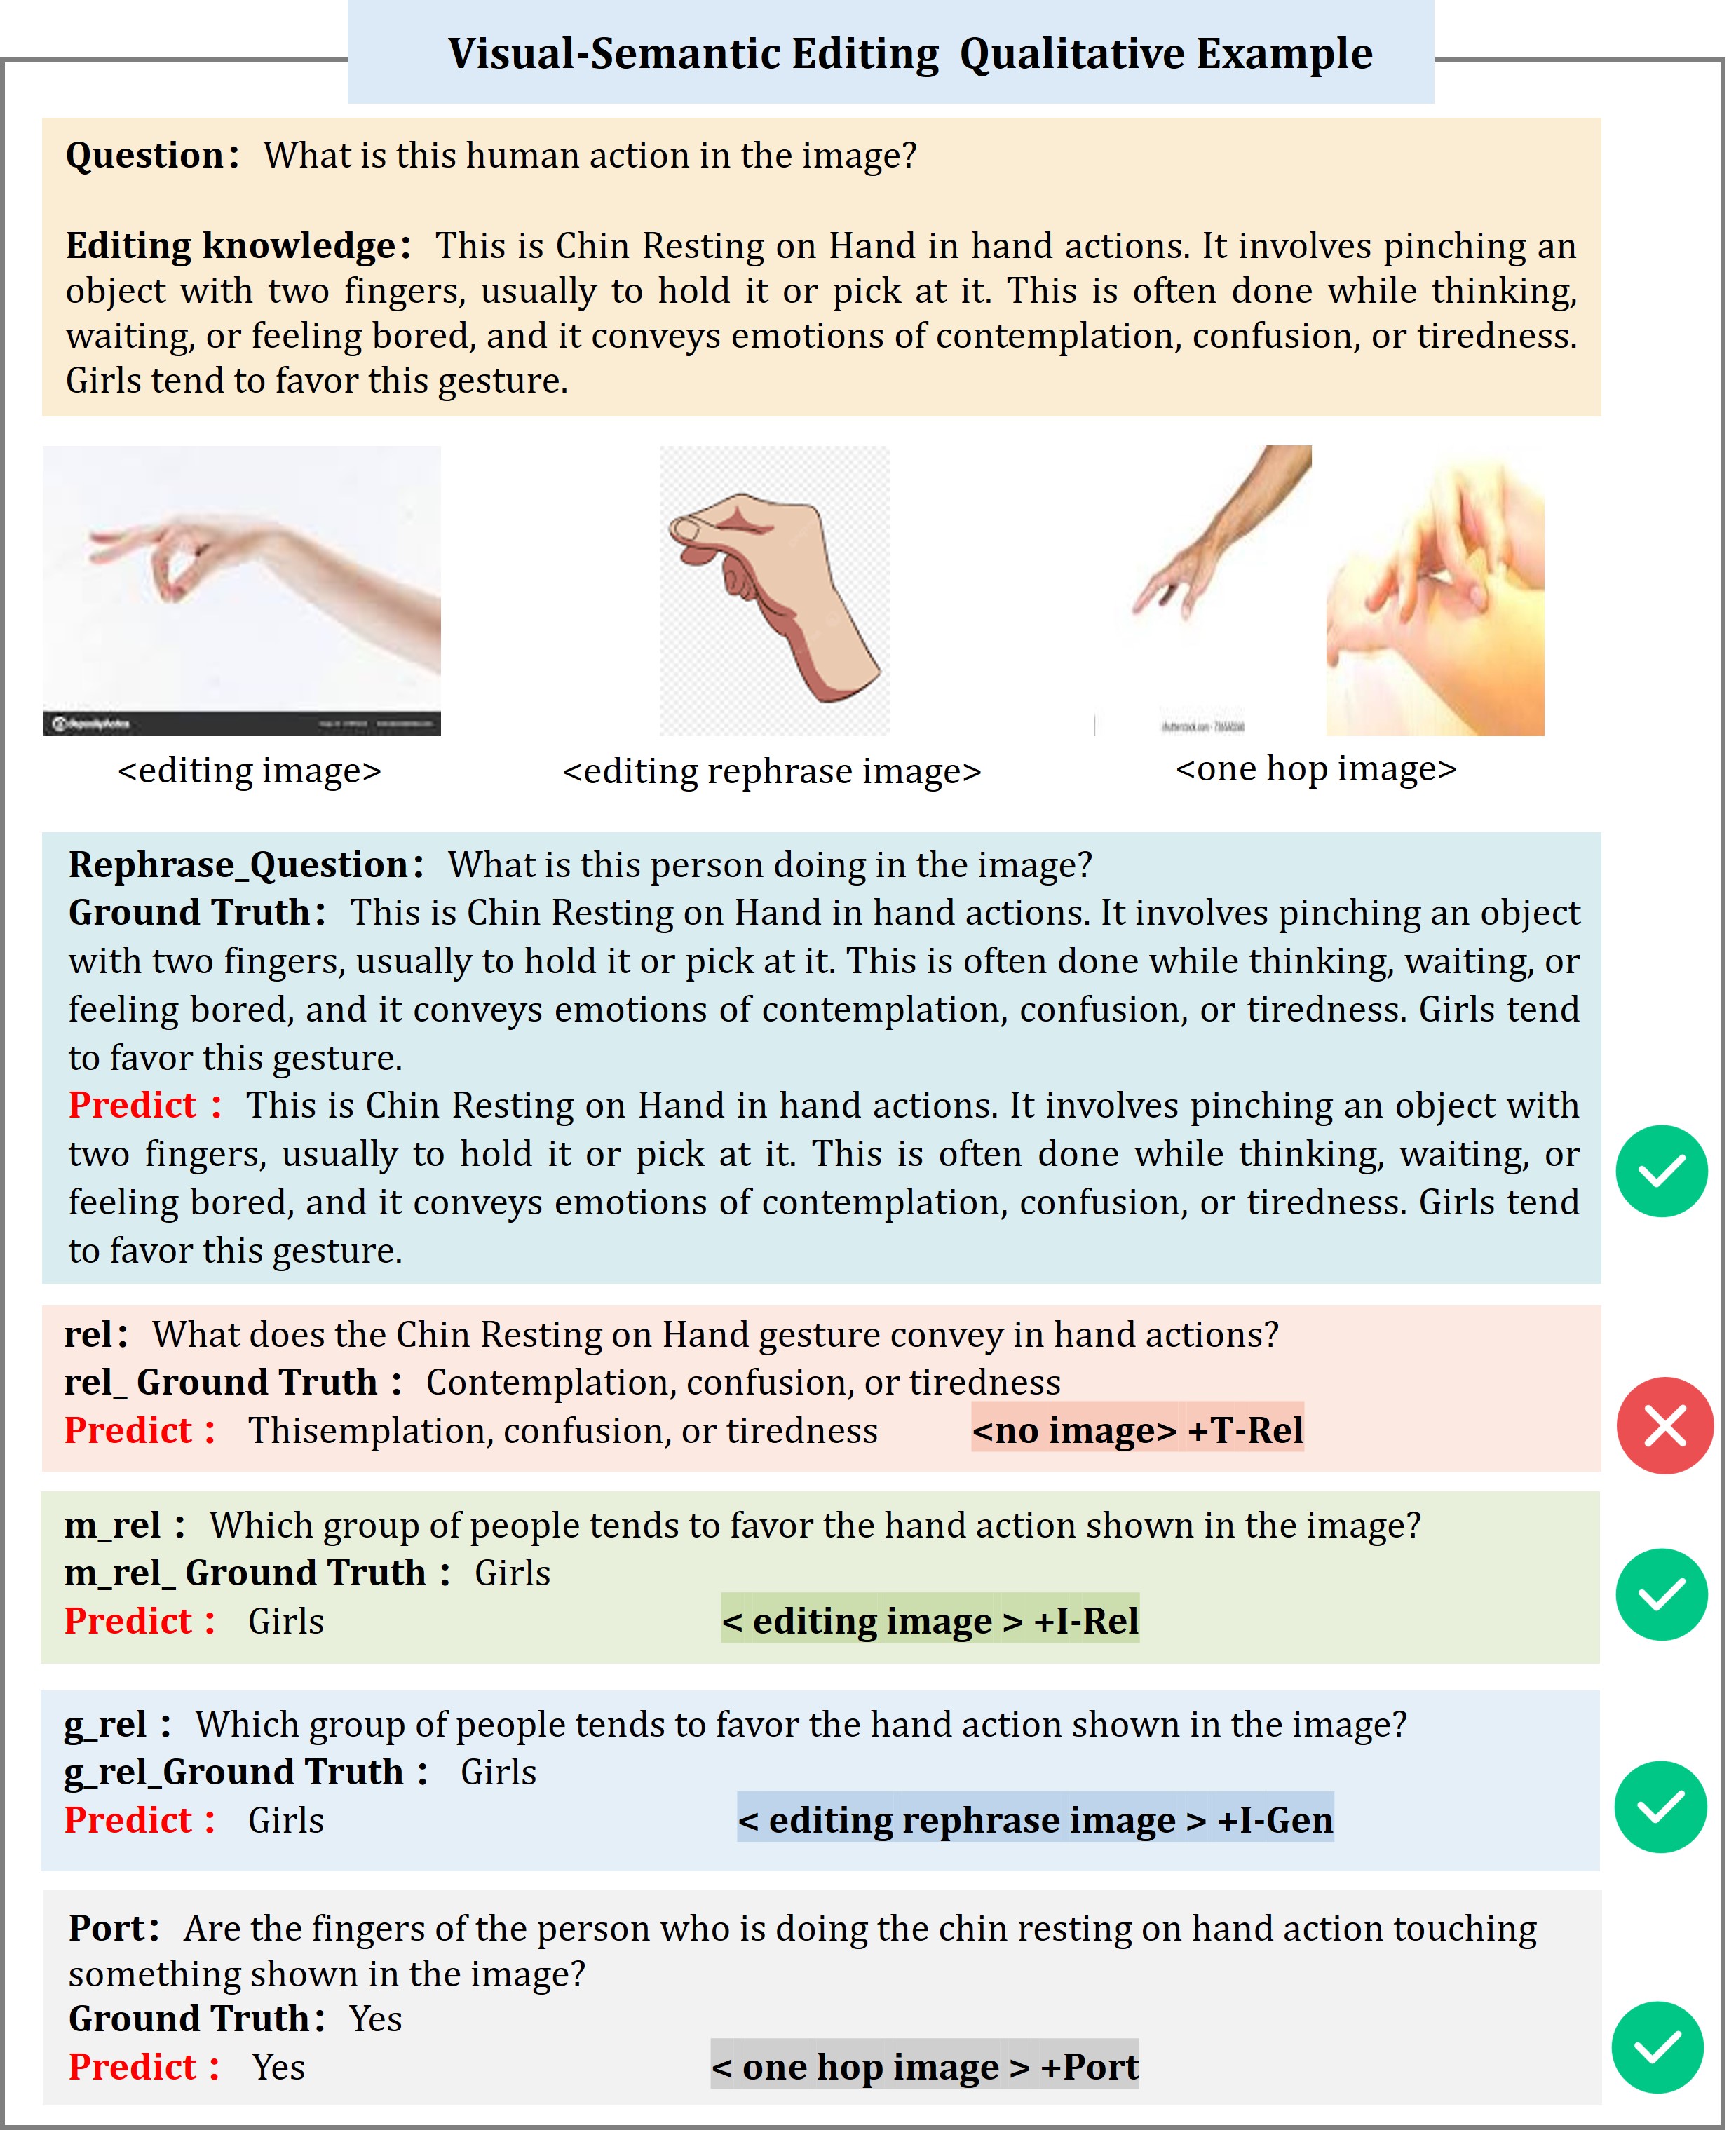 Visual-Semantic Editing  Qualitative Example
Question： What is this human action in the image?
Editing knowledge： This is Chin Resting on Hand in hand actions. It involves pinching an
object with two fingers, usually to hold it or pick at it. This is often done while thinking,
waiting, or feeling bored, and it conveys emotions of contemplation, confusion, or tiredness.
Girls tend to favor this gesture.
depositphotos
shutterstock.com
<editing image>
<editing rephrase image>
<one hop image>
Rephrase_Question： What is this person doing in the image?
Ground Truth： This is Chin Resting on Hand in hand actions. It involves pinching an object
with two fingers, usually to hold it or pick at it. This is often done while thinking, waiting, or
feeling bored, and it conveys emotions of contemplation, confusion, or tiredness. Girls tend
to favor this gesture.
Predict： This is Chin Resting on Hand in hand actions. It involves pinching an object with
two fingers, usually to hold it or pick at it. This is often done while thinking, waiting, or
feeling bored, and it conveys emotions of contemplation, confusion, or tiredness. Girls tend
to favor this gesture.
rel： What does the Chin Resting on Hand gesture convey in hand actions?
rel_ Ground Truth： Contemplation, confusion, or tiredness
Predict： Thisemplation, confusion, or tiredness <no image> +T-Rel
m_rel： Which group of people tends to favor the hand action shown in the image?
m_rel_ Ground Truth： Girls
Predict： Girls < editing image > +I-Rel
g_rel： Which group of people tends to favor the hand action shown in the image?
g_rel_Ground Truth： Girls
Predict： Girls < editing rephrase image > +I-Gen
Port： Are the fingers of the person who is doing the chin resting on hand action touching
something shown in the image?
Ground Truth： Yes
Predict： Yes < one hop image > +Port